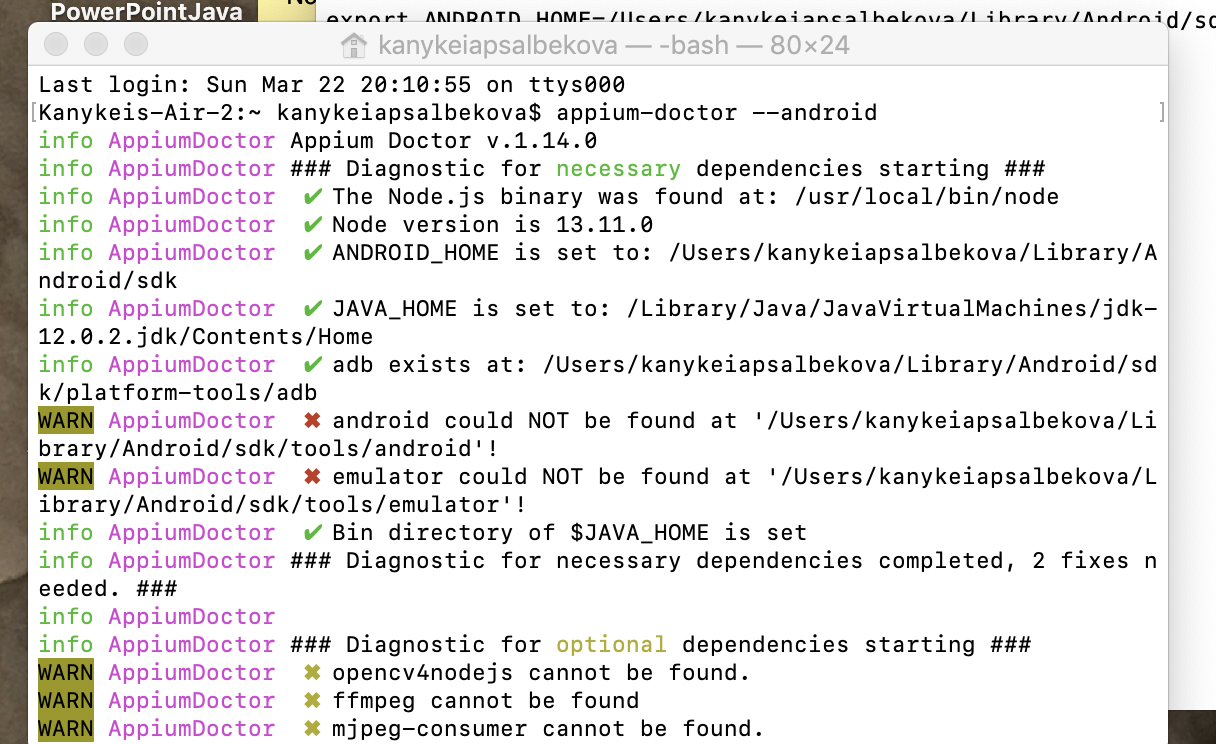 PowerPointJava
No
export ANDROID_HOME=/Users/kanykeiapsalbekova/Library/Android/sd
kanykeiapsalbekova — -bash — 80×24
Last login: Sun Mar 22 20:10:55 on ttys000
[Kanykeis-Air-2:~ kanykeiapsalbekova$ appium-doctor --android ]
info AppiumDoctor Appium Doctor v.1.14.0
info AppiumDoctor ### Diagnostic for necessary dependencies starting ###
info AppiumDoctor  ✔ The Node.js binary was found at: /usr/local/bin/node
info AppiumDoctor  ✔ Node version is 13.11.0
info AppiumDoctor  ✔ ANDROID_HOME is set to: /Users/kanykeiapsalbekova/Library/A
ndroid/sdk
info AppiumDoctor  ✔ JAVA_HOME is set to: /Library/Java/JavaVirtualMachines/jdk-
12.0.2.jdk/Contents/Home
info AppiumDoctor  ✔ adb exists at: /Users/kanykeiapsalbekova/Library/Android/sd
k/platform-tools/adb
WARN AppiumDoctor  ✖ android could NOT be found at '/Users/kanykeiapsalbekova/Li
brary/Android/sdk/tools/android'!
WARN AppiumDoctor  ✖ emulator could NOT be found at '/Users/kanykeiapsalbekova/L
ibrary/Android/sdk/tools/emulator'!
info AppiumDoctor  ✔ Bin directory of $JAVA_HOME is set
info AppiumDoctor ### Diagnostic for necessary dependencies completed, 2 fixes n
eeded. ###
info AppiumDoctor
info AppiumDoctor ### Diagnostic for optional dependencies starting ###
WARN AppiumDoctor  ✖ opencv4nodejs cannot be found.
WARN AppiumDoctor  ✖ ffmpeg cannot be found
WARN AppiumDoctor  ✖ mjpeg-consumer cannot be found.